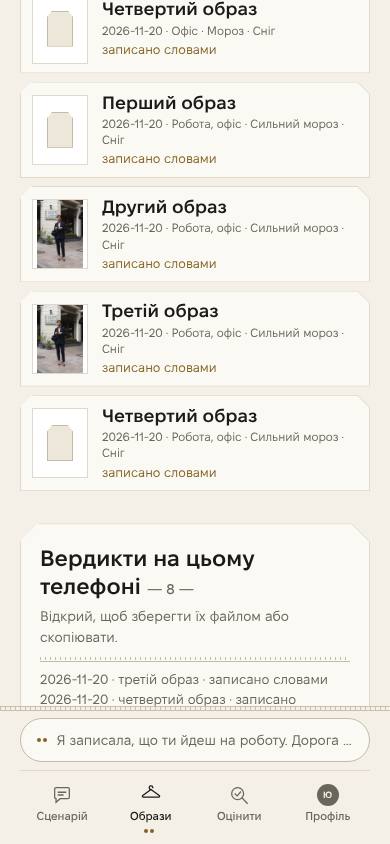 Четвертий образ
2026-11-20 · Офіс · Мороз · Сніг
записано словами
Перший образ
2026-11-20 · Робота, офіс · Сильний мороз ·
Сніг
записано словами
Другий образ
2026-11-20 · Робота, офіс · Сильний мороз ·
Сніг
записано словами
Третій образ
2026-11-20 · Робота, офіс · Сильний мороз ·
Сніг
записано словами
Четвертий образ
2026-11-20 · Робота, офіс · Сильний мороз ·
Сніг
записано словами
Вердикти на цьому
телефоні — 8 —
Відкрий, щоб зберегти їх файлом або
скопіювати.
2026-11-20 · третій образ · записано словами
2026-11-20 · четвертий образ · записано
Я записала, що ти йдеш на роботу. Дорога ...
Ю
Сценарій Образи Оцінити Профіль